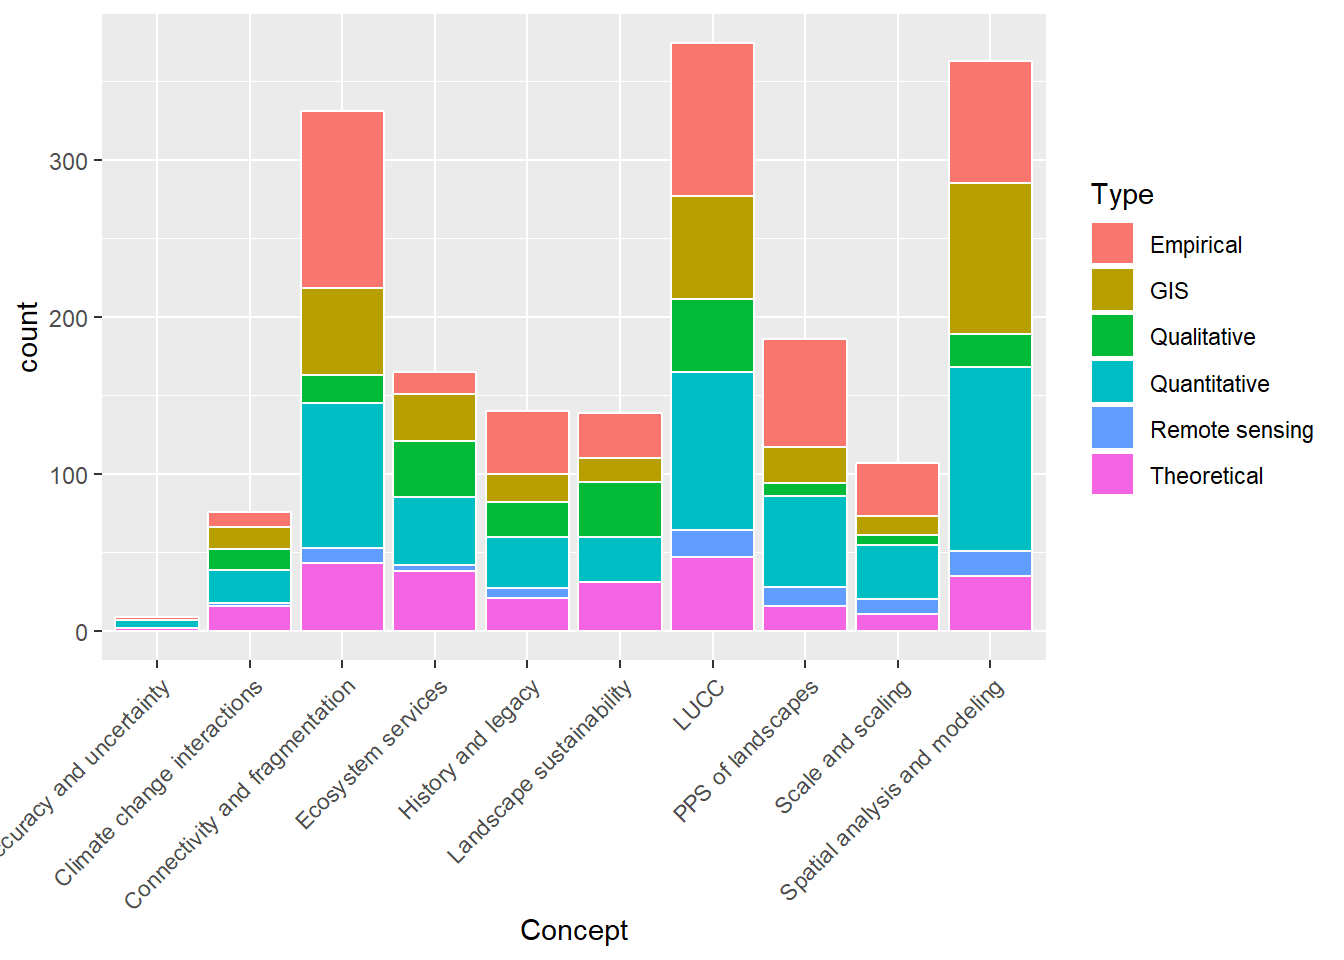 count
300
200
100
0
ccuracy and uncertainty
Climate change interactions
Connectivity and fragmentation
Ecosystem services
History and legacy
Landscape sustainability
LUCC
PPS of landscapes
Scale and scaling
Spatial analysis and modeling
Concept
Type
Empirical
GIS
Qualitative
Quantitative
Remote sensing
Theoretical